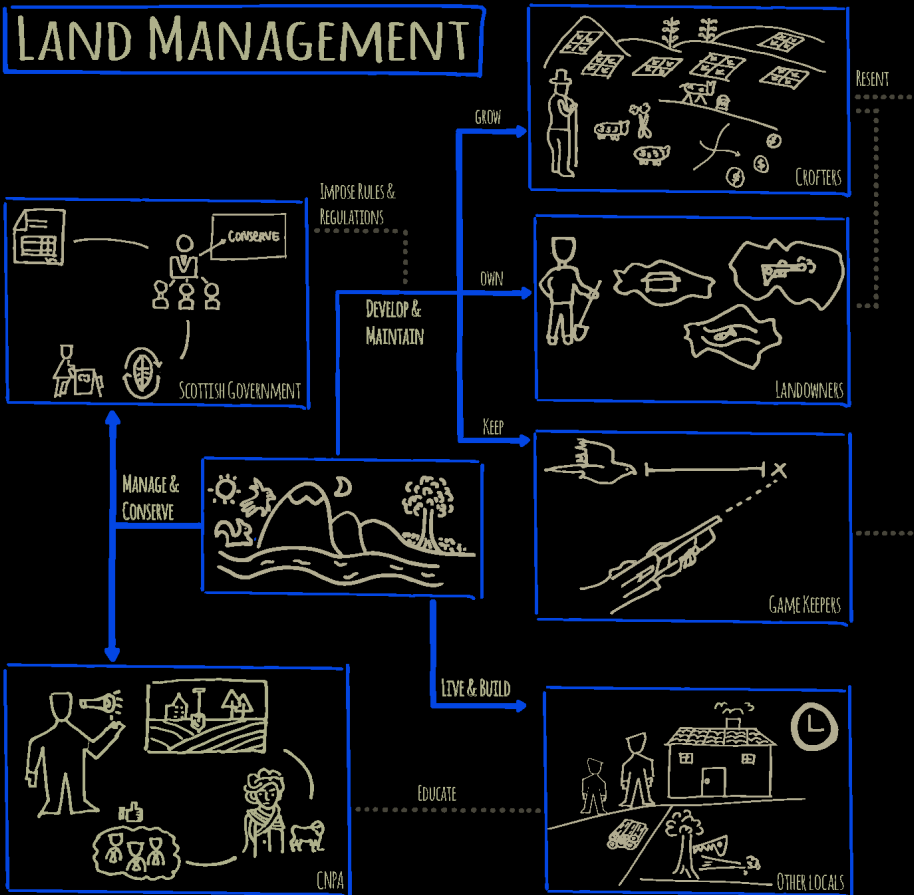 LAND MANAGEMENT
RESENT
GROW
CROFTERS
IMPOSE RULES &
REGULATIONS
CONSERVE
OWN
DEVELOP &
MAINTAIN
SCOTTISH GOVERNMENT
LANDOWNERS
KEEP
MANAGE &
CONSERVE
GAME KEEPERS
LIVE & BUILD
EDUCATE
CNPA
OTHER LOCALS